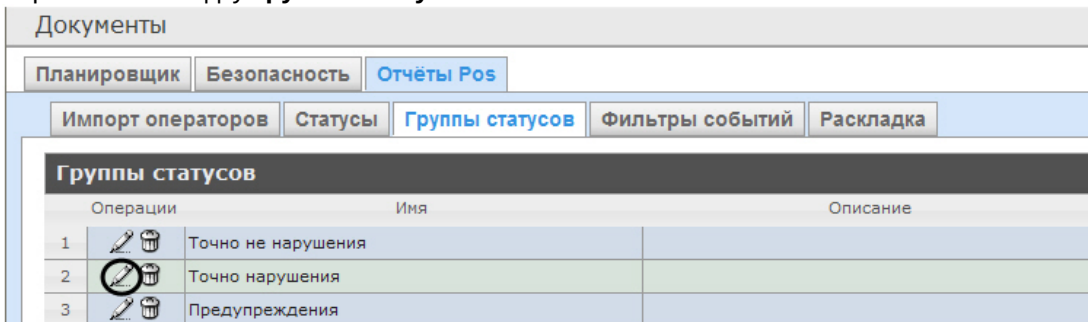 Документы
Планировщик Безопасность Отчёты Pos
Импорт операторов Статусы Группы статусов Фильтры событий Раскладка
Группы статусов
Операции Имя Описание
1 Точно не нарушения
2 Точно нарушения
3 Предупреждения